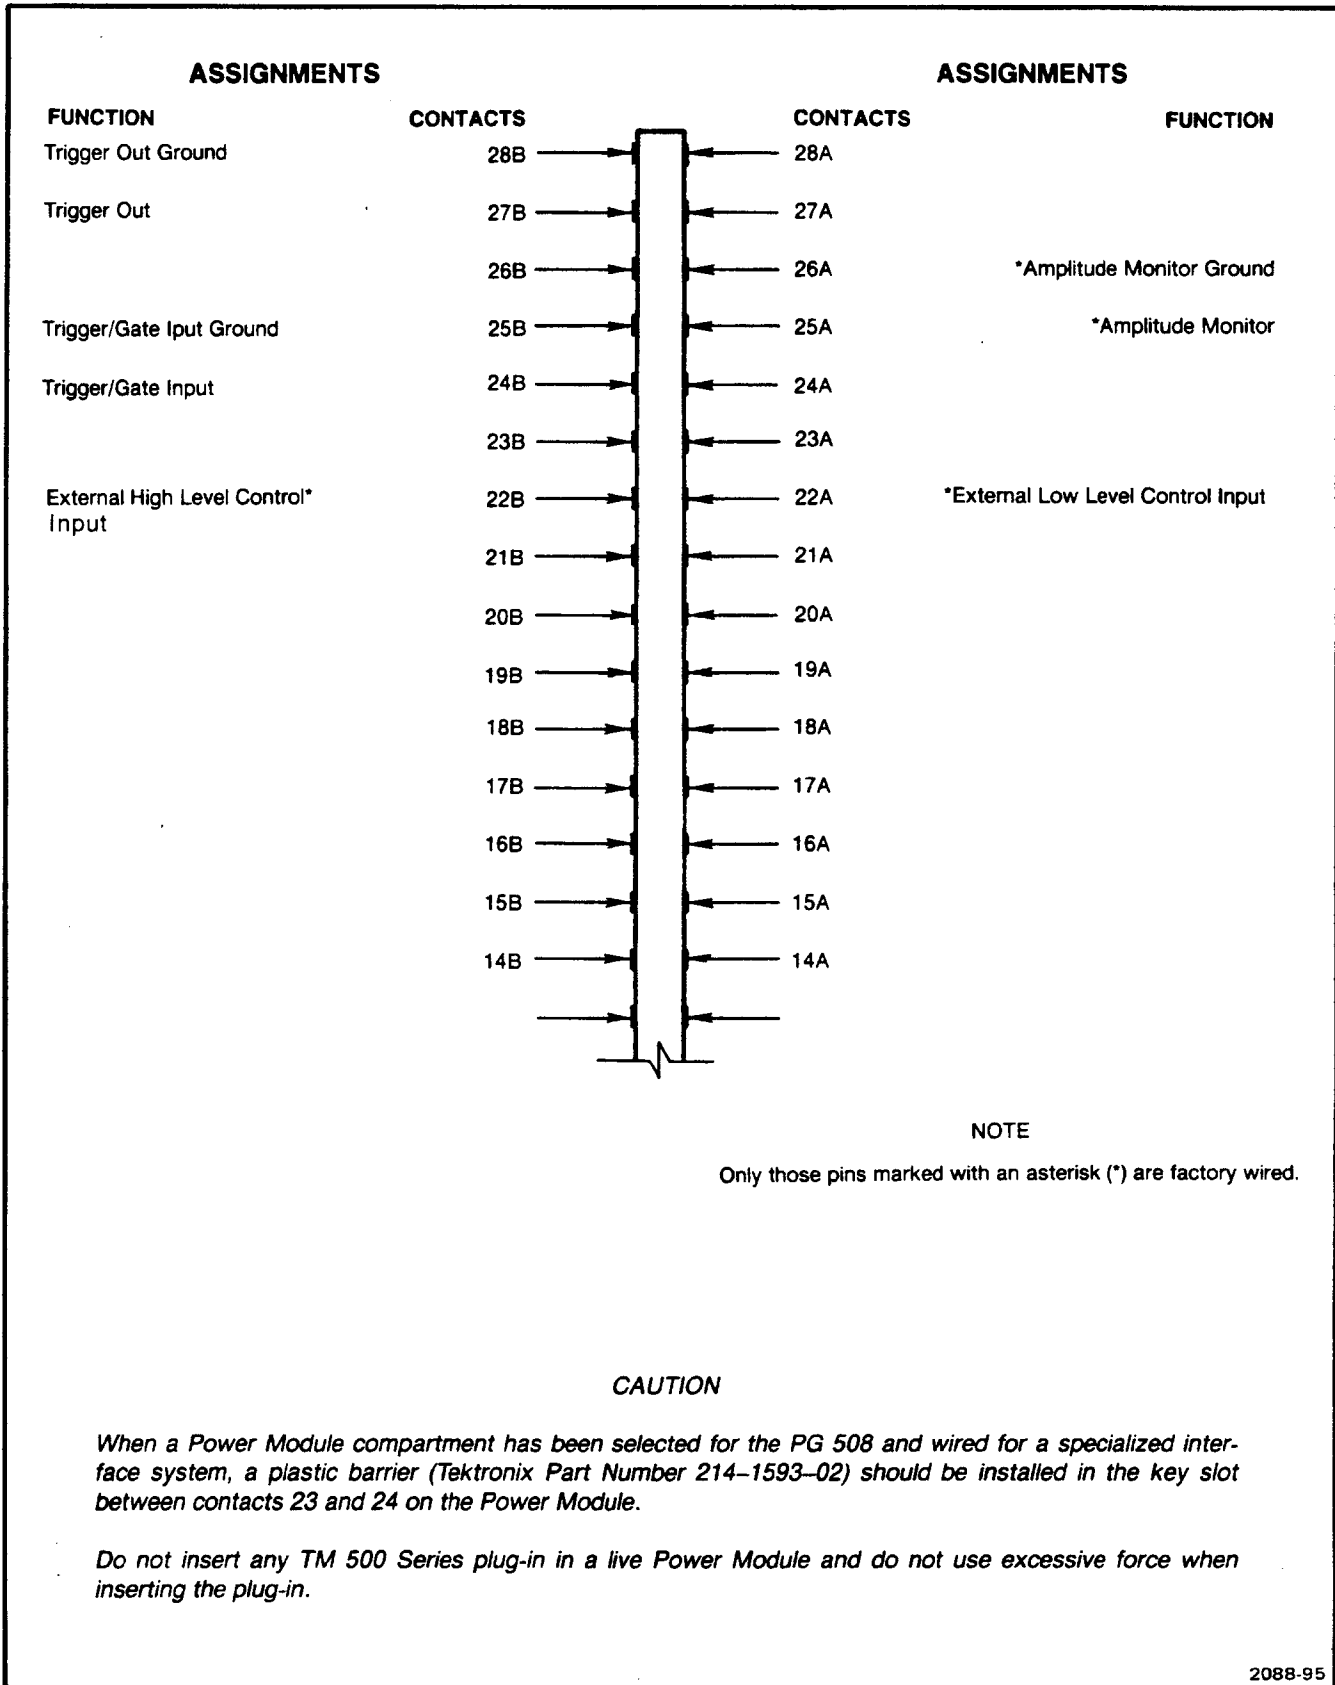 ASSIGNMENTS ASSIGNMENTS
FUNCTION CONTACTS CONTACTS FUNCTION
Trigger Out Ground 28B 28A
Trigger Out 27B 27A
26B 26A *Amplitude Monitor Ground
Trigger/Gate Iput Ground 25B 25A *Amplitude Monitor
Trigger/Gate Input 24B 24A
23B 23A
External High Level Control* 22B 22A *External Low Level Control Input
Input
21B 21A
20B 20A
19B 19A
18B 18A
17B 17A
16B 16A
15B 15A
14B 14A
NOTE
Only those pins marked with an asterisk (*) are factory wired.
CAUTION
When a Power Module compartment has been selected for the PG 508 and wired for a specialized inter-
face system, a plastic barrier (Tektronix Part Number 214–1593–02) should be installed in the key slot
between contacts 23 and 24 on the Power Module.
Do not insert any TM 500 Series plug-in in a live Power Module and do not use excessive force when
inserting the plug-in.
2088-95